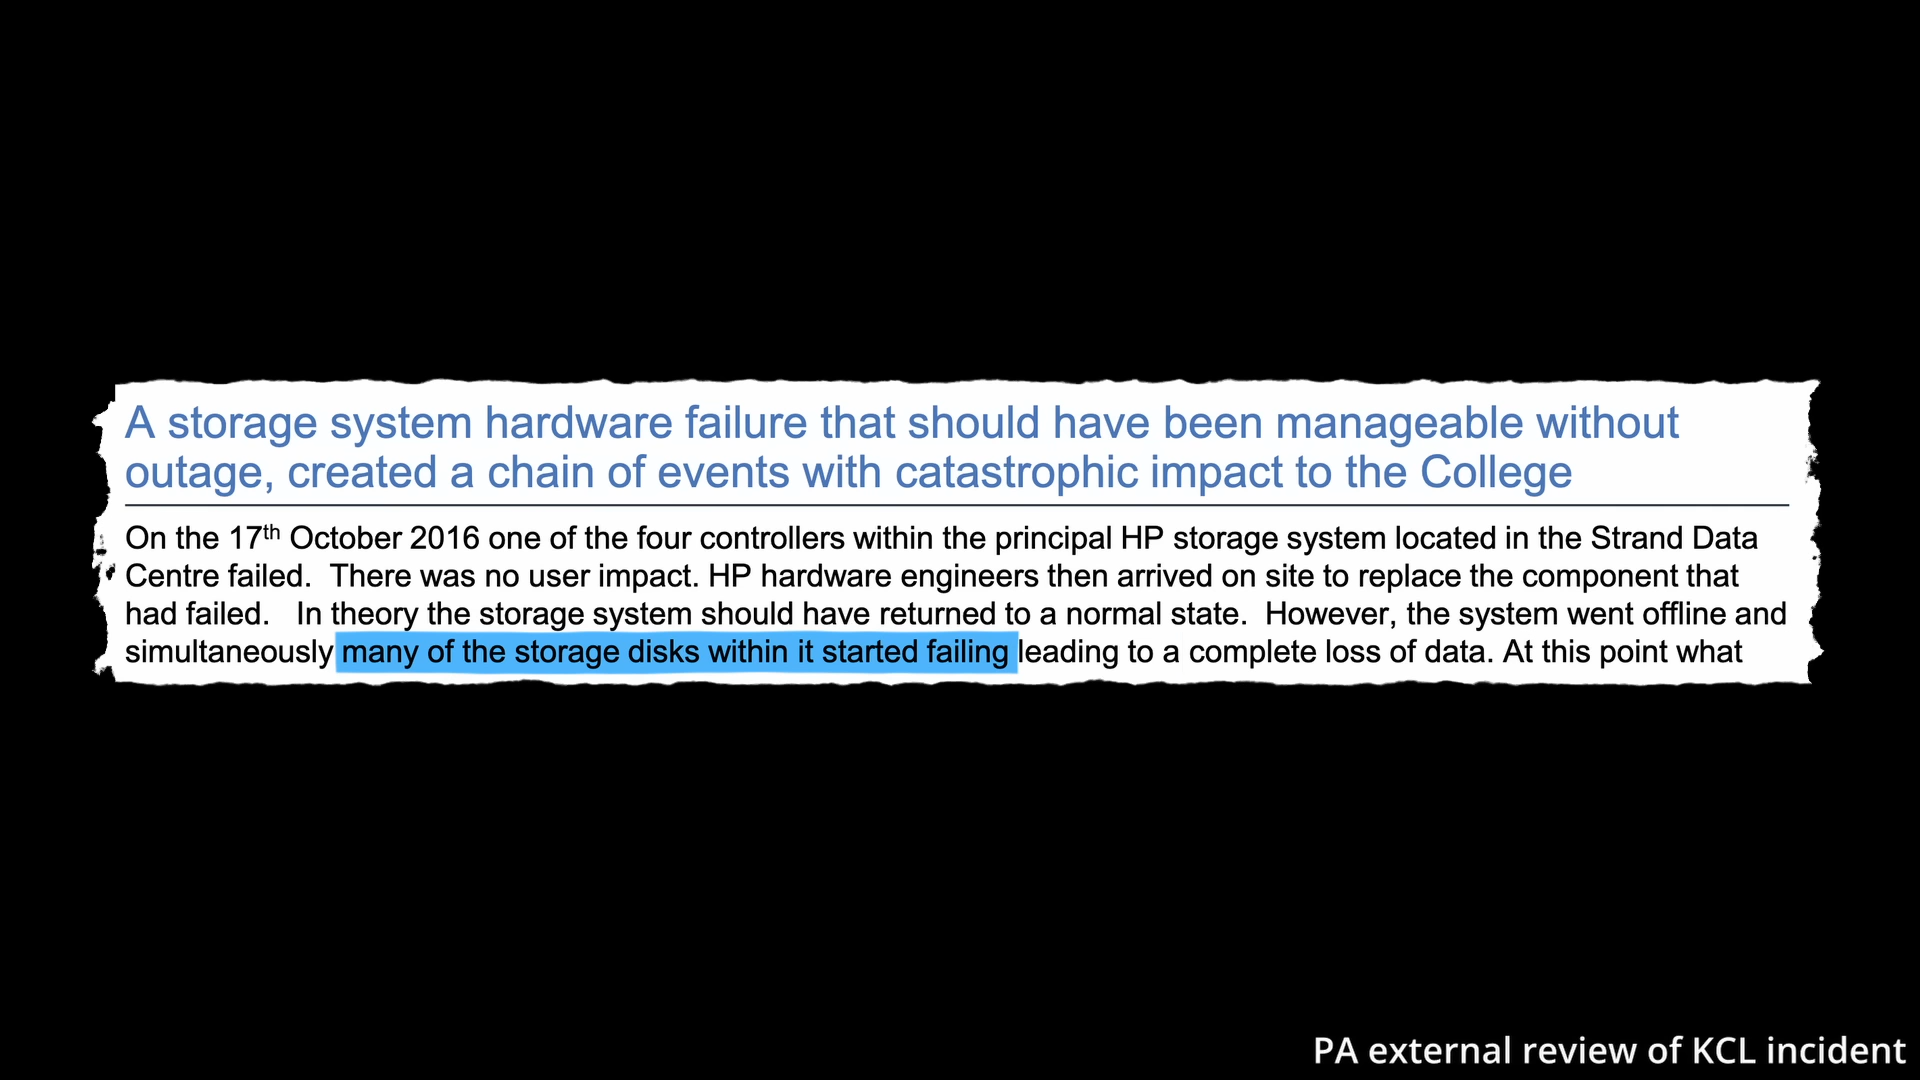 A storage system hardware failure that should have been manageable without
outage, created a chain of events with catastrophic impact to the College
On the 17th October 2016 one of the four controllers within the principal HP storage system located in the Strand Data
Centre failed.  There was no user impact. HP hardware engineers then arrived on site to replace the component that
had failed.   In theory the storage system should have returned to a normal state.  However, the system went offline and
simultaneously many of the storage disks within it started failing leading to a complete loss of data. At this point what
PA external review of KCL incident